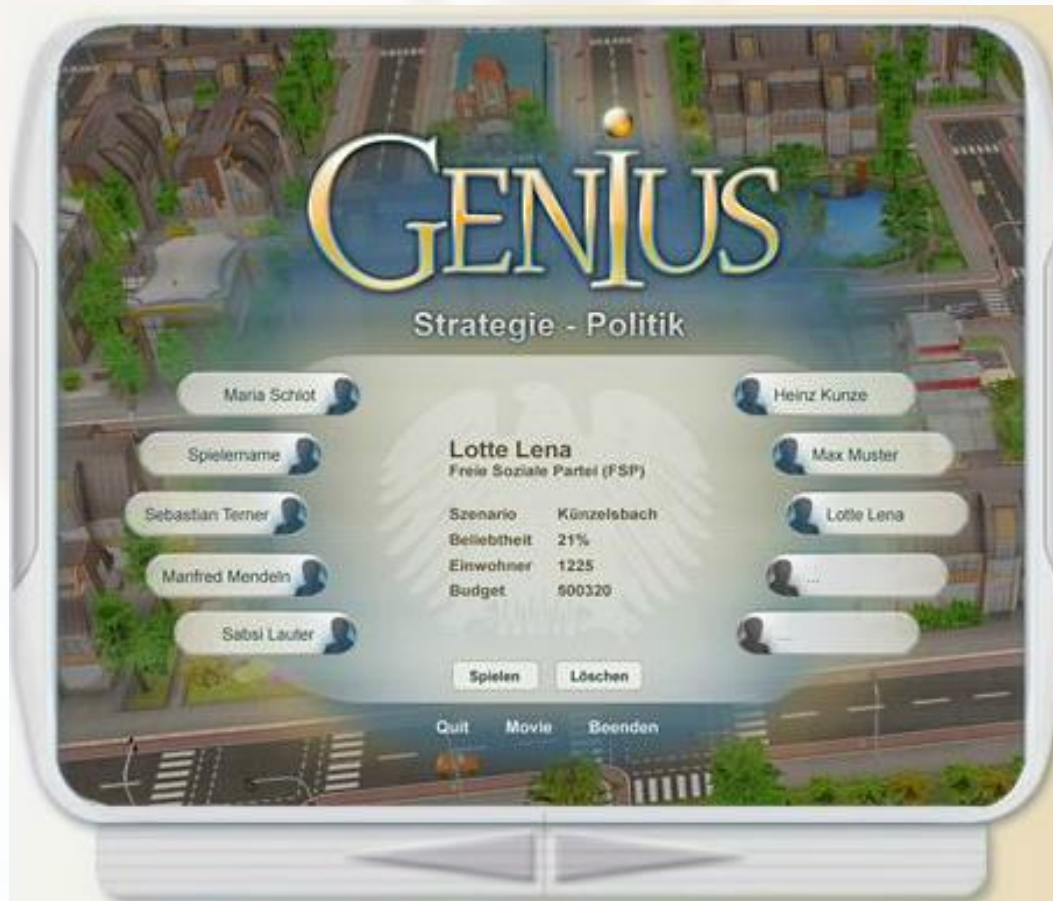 GENIUS
Strategie - Politik
Maria Schlot
Spielername
Sebastian Terner
Manfred Mendeln
Sabsi Lauter
Lotte Lena
Freie Soziale Partei (FSP)
Szenario Künzelsbach
Beliebtheit 21%
Einwohner 1225
Budget 500320
Spielen Löschen
Heinz Kunze
Max Muster
Lotte Lena
...
...
Quit Movie Beenden